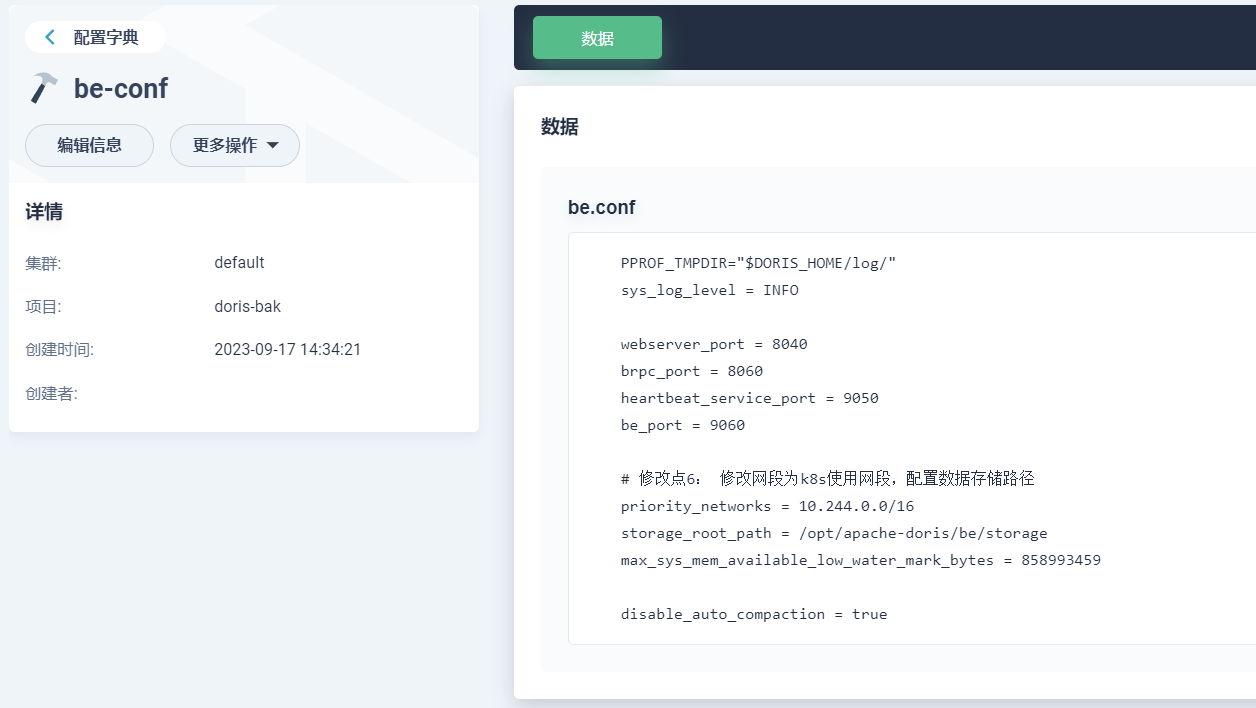 配置字典
be-conf
编辑信息
更多操作
详情
集群: default
项目: doris-bak
创建时间: 2023-09-17 14:34:21
创建者:
数据
数据
be.conf
PPROF_TMPDIR="$DORIS_HOME/log/"
sys_log_level = INFO
webserver_port = 8040
brpc_port = 8060
heartbeat_service_port = 9050
be_port = 9060
# 修改点6： 修改网段为k8s使用网段，配置数据存储路径
priority_networks = 10.244.0.0/16
storage_root_path = /opt/apache-doris/be/storage
max_sys_mem_available_low_water_mark_bytes = 858993459
disable_auto_compaction = true